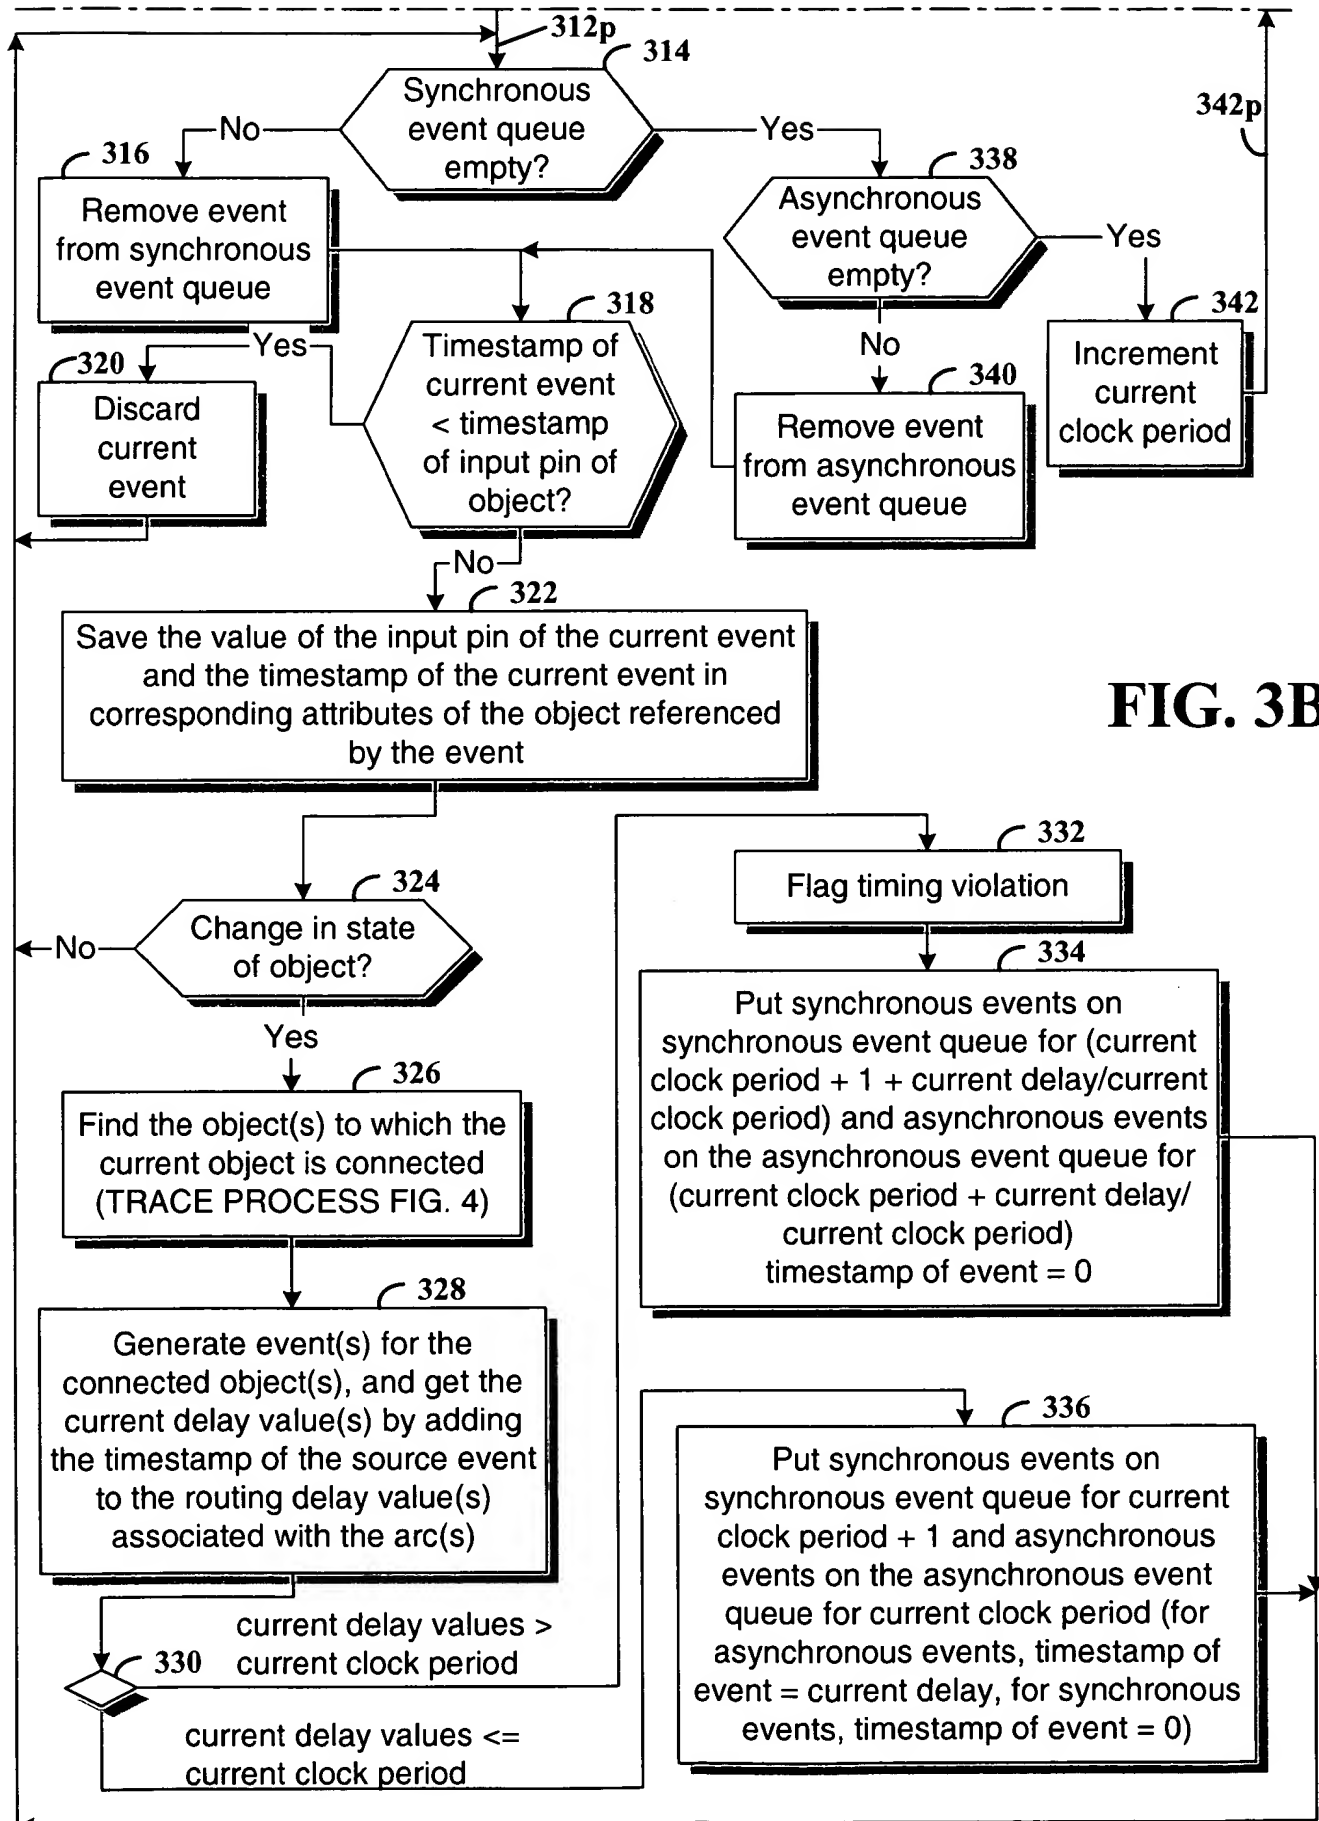 312p
314
Synchronous
event queue
empty?
No
Yes
342p
316
Remove event
from synchronous
event queue
338
Asynchronous
event queue
empty?
Yes
No
318
Timestamp of
current event
< timestamp
of input pin of
object?
Yes
320
Discard
current
event
342
Increment
current
clock period
340
Remove event
from asynchronous
event queue
No
322
Save the value of the input pin of the current event
and the timestamp of the current event in
corresponding attributes of the object referenced
by the event
FIG. 3B
324
Change in state
of object?
No
Yes
332
Flag timing violation
334
Put synchronous events on
synchronous event queue for (current
clock period + 1 + current delay/current
clock period) and asynchronous events
on the asynchronous event queue for
(current clock period + current delay/
current clock period)
timestamp of event = 0
326
Find the object(s) to which the
current object is connected
(TRACE PROCESS FIG. 4)
328
Generate event(s) for the
connected object(s), and get the
current delay value(s) by adding
the timestamp of the source event
to the routing delay value(s)
associated with the arc(s)
336
Put synchronous events on
synchronous event queue for current
clock period + 1 and asynchronous
events on the asynchronous event
queue for current clock period (for
asynchronous events, timestamp of
event = current delay, for synchronous
events, timestamp of event = 0)
current delay values >
current clock period
330
current delay values <=
current clock period